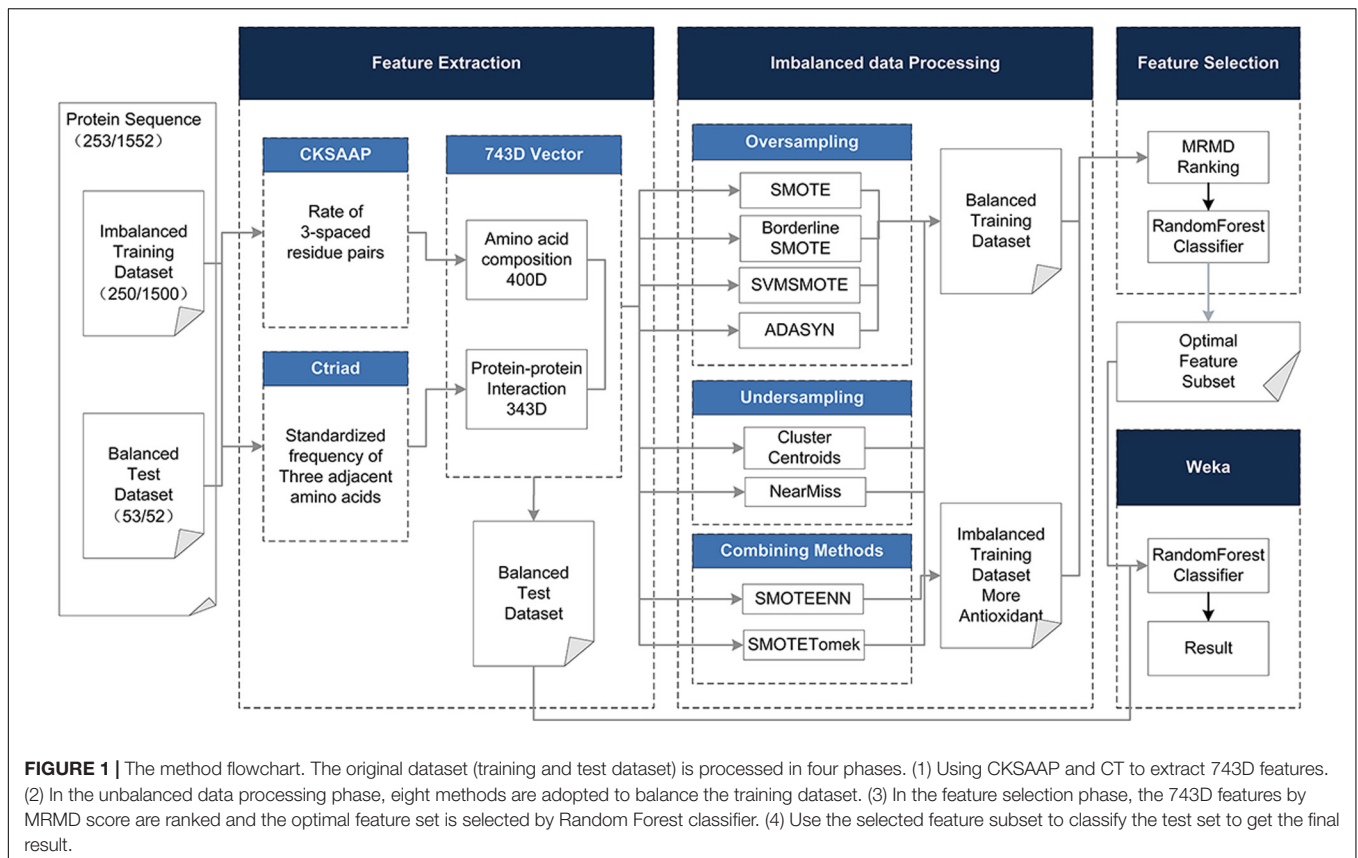 Feature Extraction
Imbalanced data Processing
Feature Selection
Protein Sequence
（253/1552）
Imbalanced
Training
Dataset
（250/1500）
Balanced
Test
Dataset
（53/52）
CKSAAP
Rate of
3-spaced
residue pairs
Ctriad
Standardized
frequency of
Three adjacent
amino acids
743D Vector
Amino acid
composition
400D
Protein-protein
Interaction
343D
Balanced
Test
Dataset
Oversampling
SMOTE
Borderline
SMOTE
SVMSMOTE
ADASYN
Undersampling
Cluster
Centroids
NearMiss
Combining Methods
SMOTEENN
SMOTETomek
Balanced
Training
Dataset
Imbalanced
Training
Dataset
More
Antioxidant
MRMD
Ranking
RandomForest
Classifier
Optimal
Feature
Subset
Weka
RandomForest
Classifier
Result
FIGURE 1 | The method flowchart. The original dataset (training and test dataset) is processed in four phases. (1) Using CKSAAP and CT to extract 743D features.
(2) In the unbalanced data processing phase, eight methods are adopted to balance the training dataset. (3) In the feature selection phase, the 743D features by
MRMD score are ranked and the optimal feature set is selected by Random Forest classifier. (4) Use the selected feature subset to classify the test set to get the final
result.